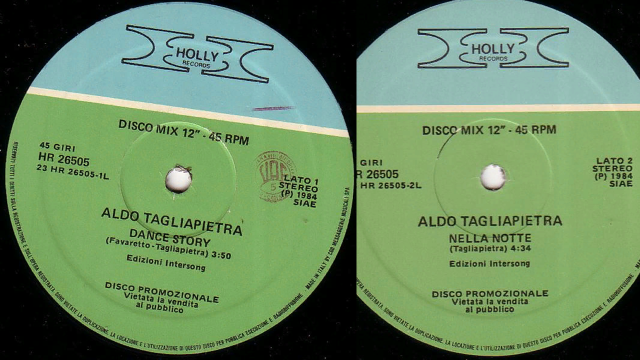 HOLLY
RECORDS
DISCO MIX 12" - 45 RPM
45 GIRI
HR 26505
23 HR 26505-1L
LATO 1
STEREO
(P) 1984
SIAE
ALDO TAGLIAPIETRA
DANCE STORY
(Favaretto-Tagliapietra) 3:50
Edizioni Intersong
DISCO PROMOZIONALE
Vietata la vendita
al pubblico
HOLLY
RECORDS
DISCO MIX 12" - 45 RPM
GIRI
R 26505
HR 26505-2L
LATO 2
STEREO
(P) 1984
SIAE
ALDO TAGLIAPIETRA
NELLA NOTTE
(Tagliapietra) 4:34
Edizioni Intersong
DISCO PROMOZIONALE
Vietata la vendita
al pubblico